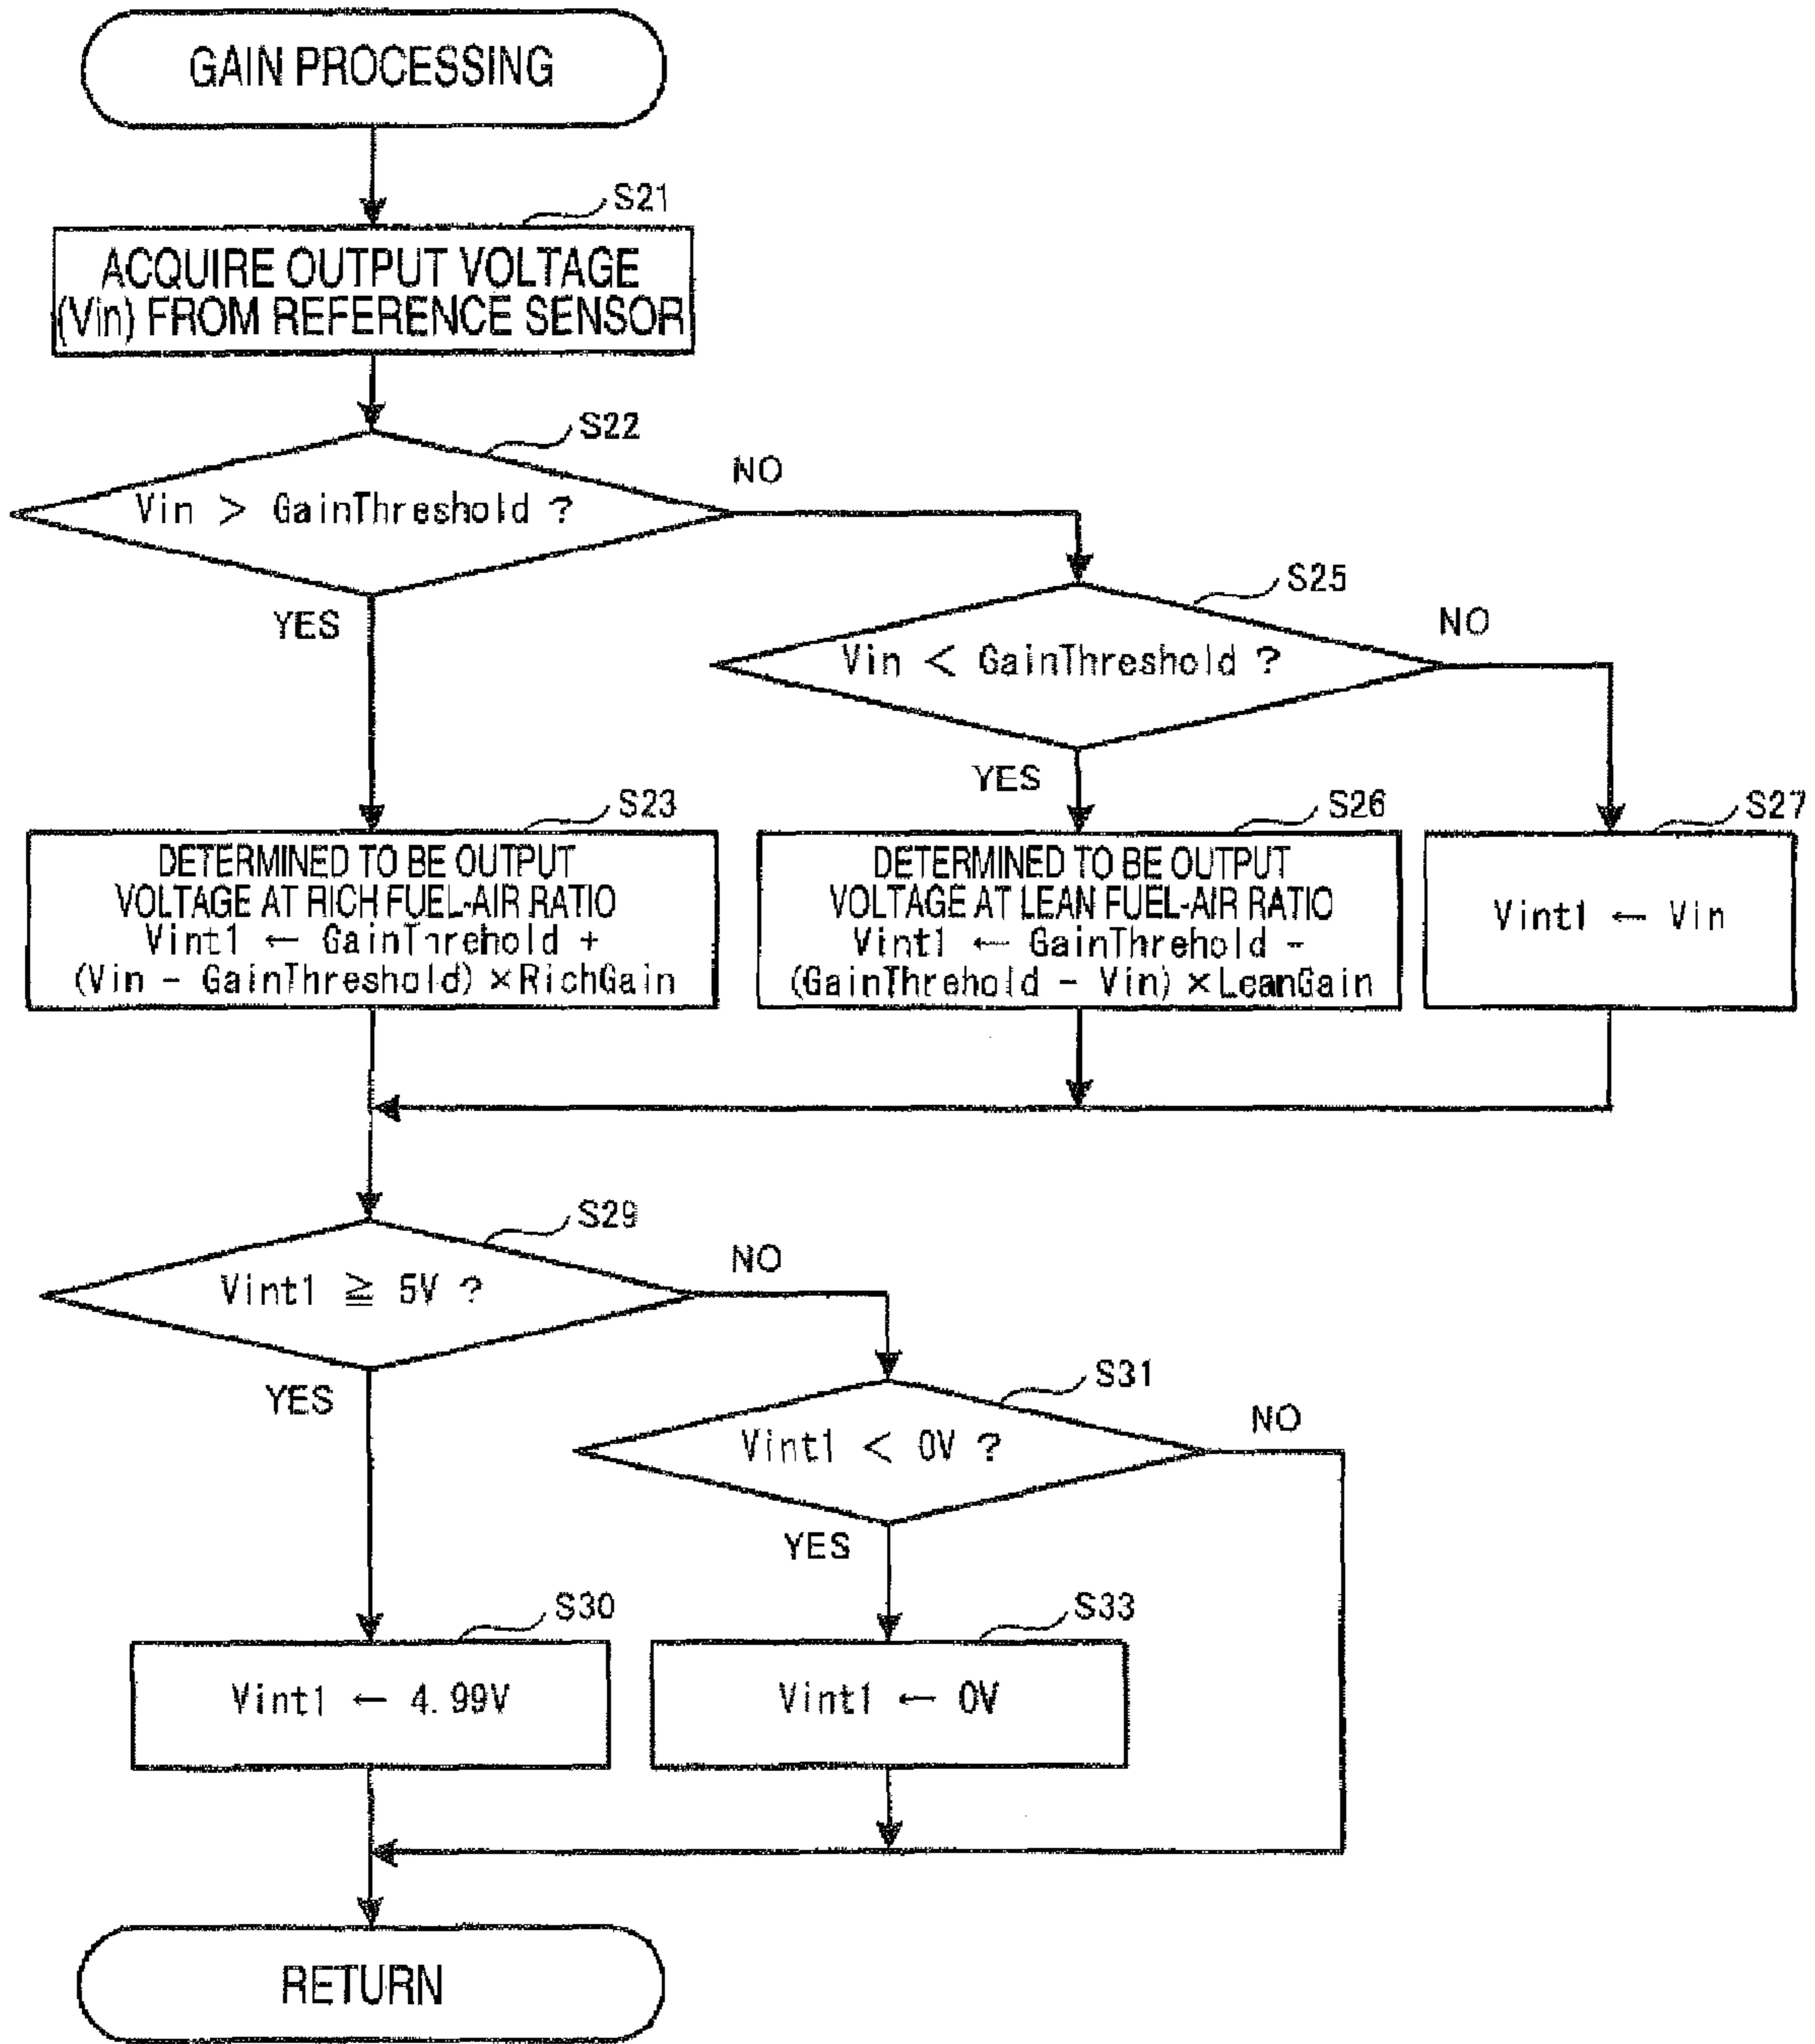 GAIN PROCESSING
S21
ACQUIRE OUTPUT VOLTAGE
(Vin) FROM REFERENCE SENSOR
S22
Vin > GainThreshold ?
NO
YES
S25
Vin < GainThreshold ?
NO
YES
S23
DETERMINED TO BE OUTPUT
VOLTAGE AT RICH FUEL-AIR RATIO
Vint1 ← GainThrehold +
(Vin - GainThreshold) ×RichGain
S26
DETERMINED TO BE OUTPUT
VOLTAGE AT LEAN FUEL-AIR RATIO
Vint1 ← GainThrehold -
(GainThrehold - Vin) ×LeanGain
S27
Vint1 ← Vin
S29
Vint1 ≧ 5V ?
NO
YES
S31
Vint1 < 0V ?
NO
YES
S30
Vint1 ← 4.99V
S33
Vint1 ← 0V
RETURN